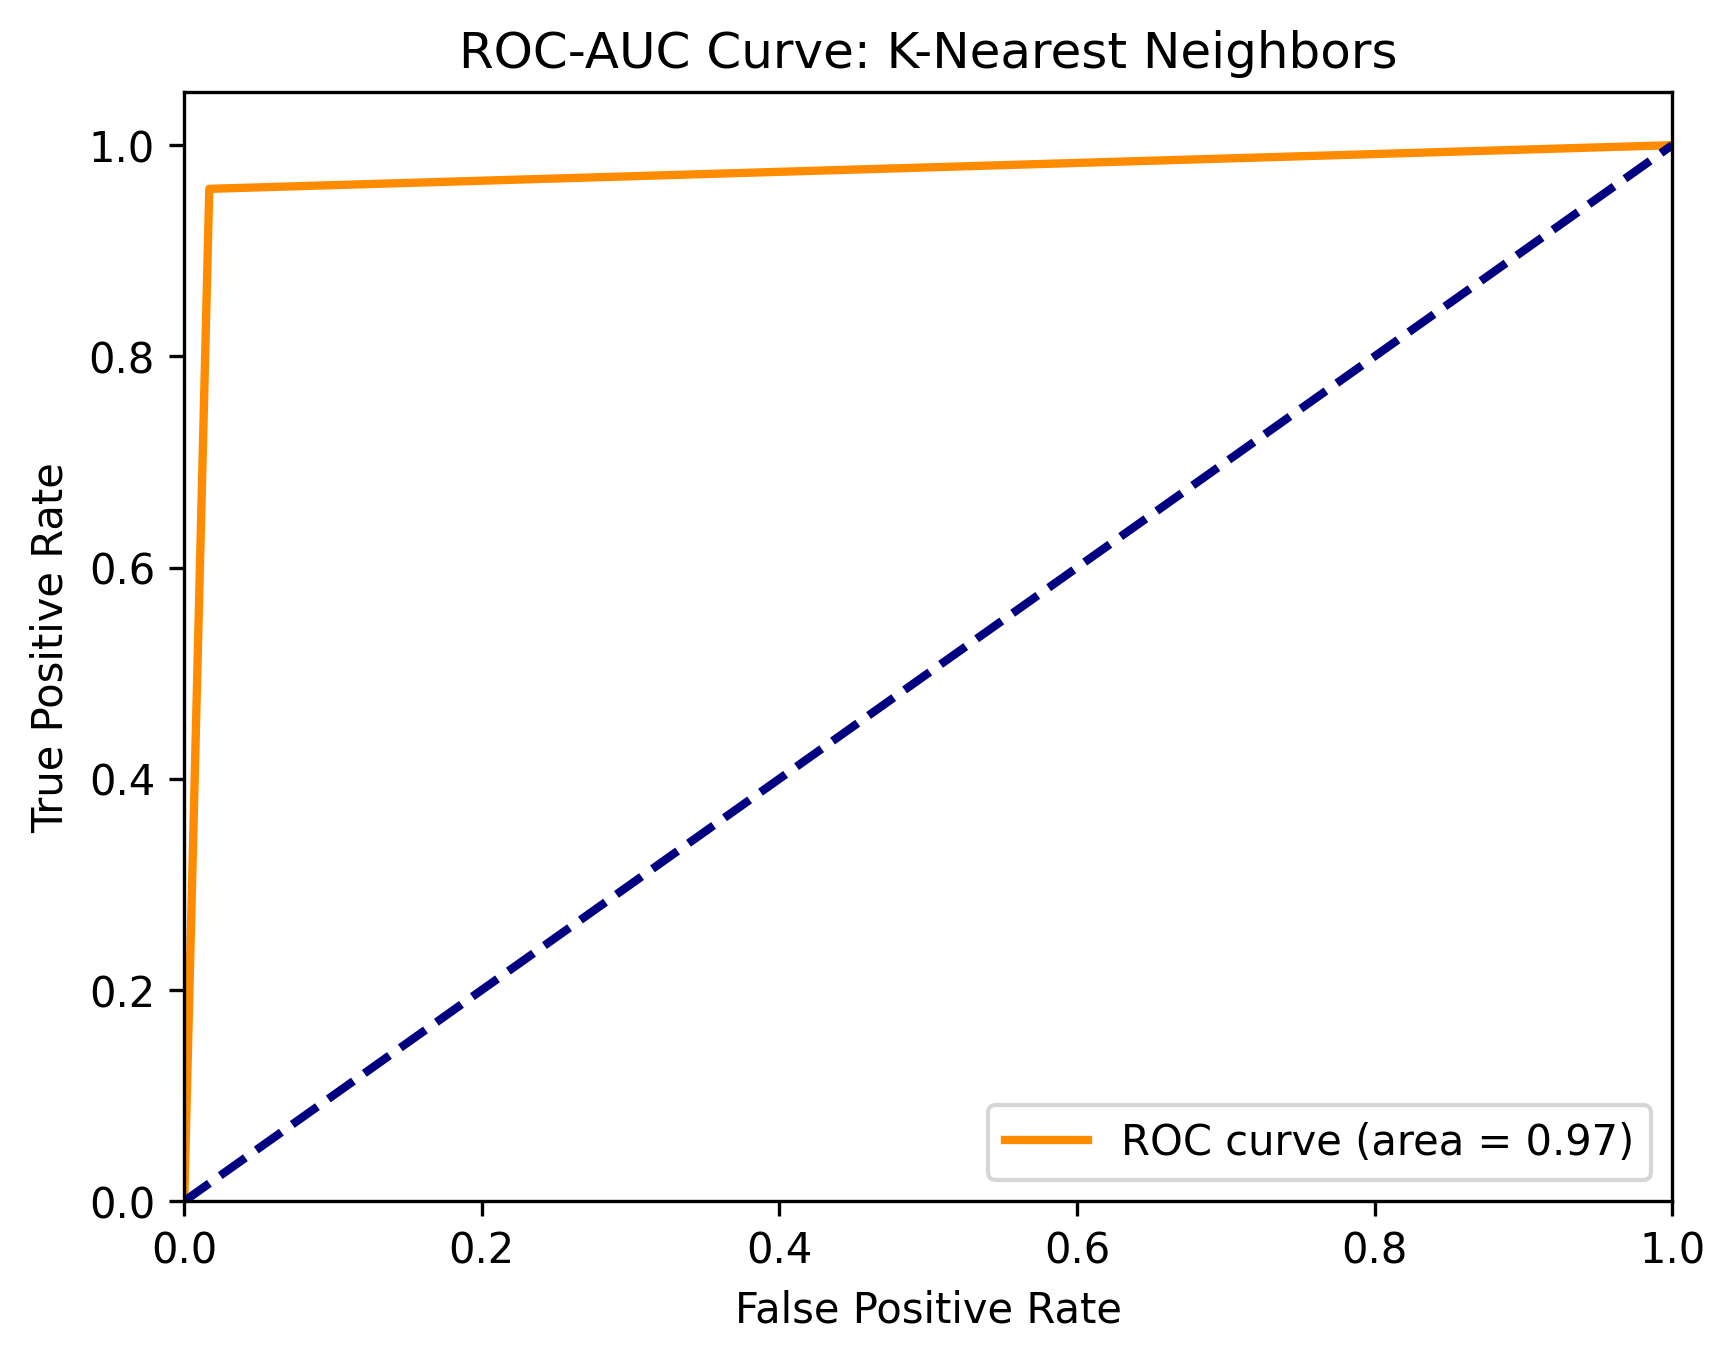 ROC-AUC Curve: K-Nearest Neighbors
1.0
0.8
0.6
0.4
0.2
0.0
True Positive Rate
ROC curve (area = 0.97)
0.0 0.2 0.4 0.6 0.8 1.0
False Positive Rate